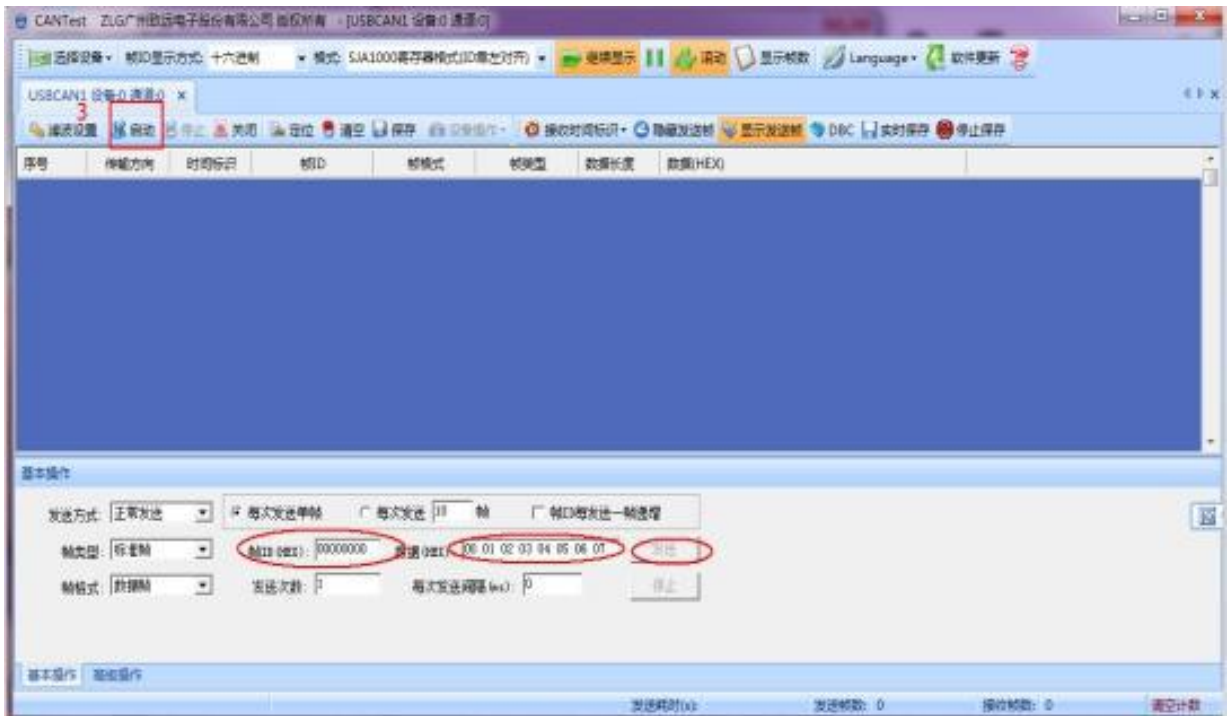 CANTest ZLG广州致远电子股份有限公司 版权所有 - [USBCAN1 设备:0 通道:0]
选择设备 帧ID显示方式: 十六进制 格式: SJA1000寄存器格式(ID靠左对齐) 继续显示 滚动 显示帧数 Language 软件更新
USBCAN1 设备:0 通道:0 ×
3
滤波设置 启动 停止 关闭 定位 清空 保存 设备操作 接收时间标识 隐藏发送帧 显示发送帧 DBC 实时保存 停止保存
序号 传输方向 时间标识 帧ID 帧格式 帧类型 数据长度 数据(HEX)
基本操作
发送方式: 正常发送 每次发送单帧 每次发送 10 帧 帧ID每发送一帧递增
帧类型: 标准帧 帧ID(HEX): 00000000 数据(HEX): 00 01 02 03 04 05 06 07 发送
帧格式: 数据帧 发送次数: 1 每次发送间隔(ms): 0 停止
基本操作 高级操作
发送耗时(s): 发送帧数: 0 接收帧数: 0 清空计数